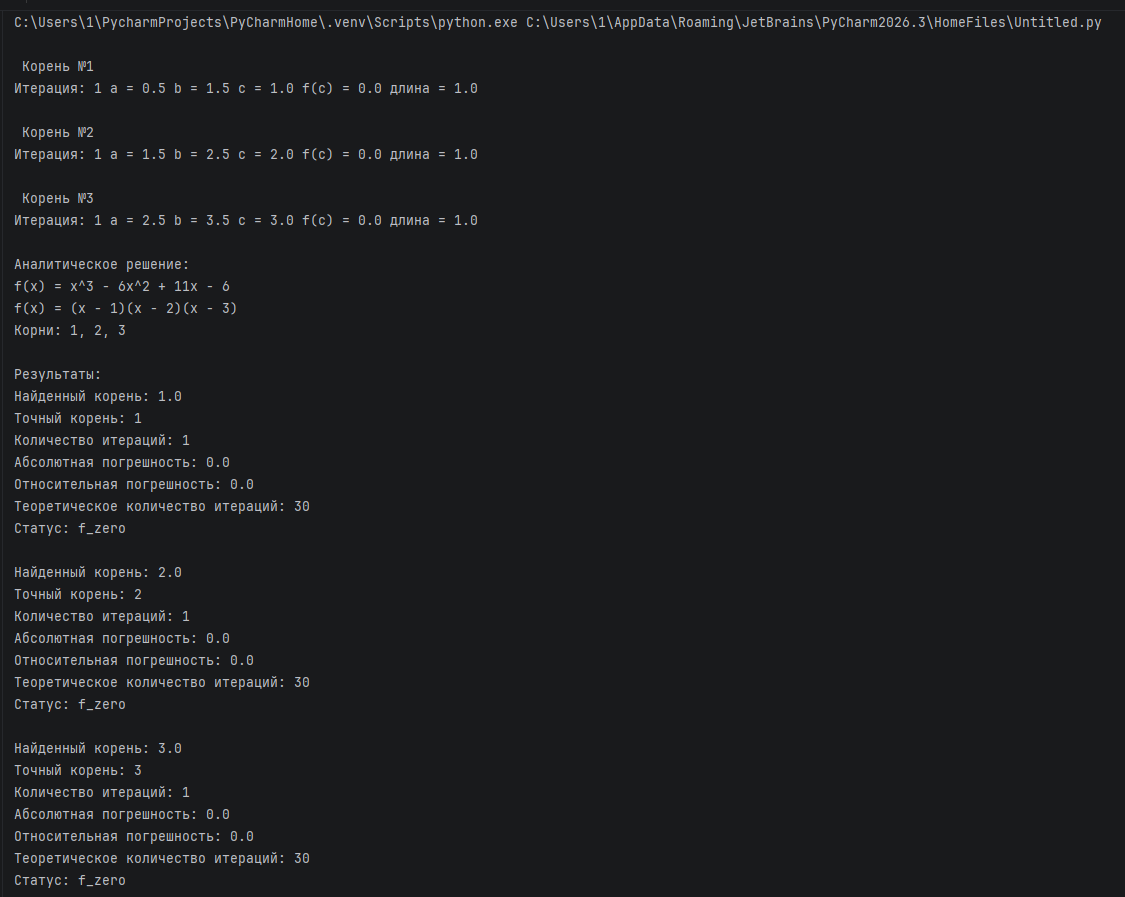 C:\Users\1\PycharmProjects\PyCharmHome\.venv\Scripts\python.exe C:\Users\1\AppData\Roaming\JetBrains\PyCharm2026.3\HomeFiles\Untitled.py
Корень №1
Итерация: 1 a = 0.5 b = 1.5 c = 1.0 f(c) = 0.0 длина = 1.0
Корень №2
Итерация: 1 a = 1.5 b = 2.5 c = 2.0 f(c) = 0.0 длина = 1.0
Корень №3
Итерация: 1 a = 2.5 b = 3.5 c = 3.0 f(c) = 0.0 длина = 1.0
Аналитическое решение:
f(x) = x^3 - 6x^2 + 11x - 6
f(x) = (x - 1)(x - 2)(x - 3)
Корни: 1, 2, 3
Результаты:
Найденный корень: 1.0
Точный корень: 1
Количество итераций: 1
Абсолютная погрешность: 0.0
Относительная погрешность: 0.0
Теоретическое количество итераций: 30
Статус: f_zero
Найденный корень: 2.0
Точный корень: 2
Количество итераций: 1
Абсолютная погрешность: 0.0
Относительная погрешность: 0.0
Теоретическое количество итераций: 30
Статус: f_zero
Найденный корень: 3.0
Точный корень: 3
Количество итераций: 1
Абсолютная погрешность: 0.0
Относительная погрешность: 0.0
Теоретическое количество итераций: 30
Статус: f_zero